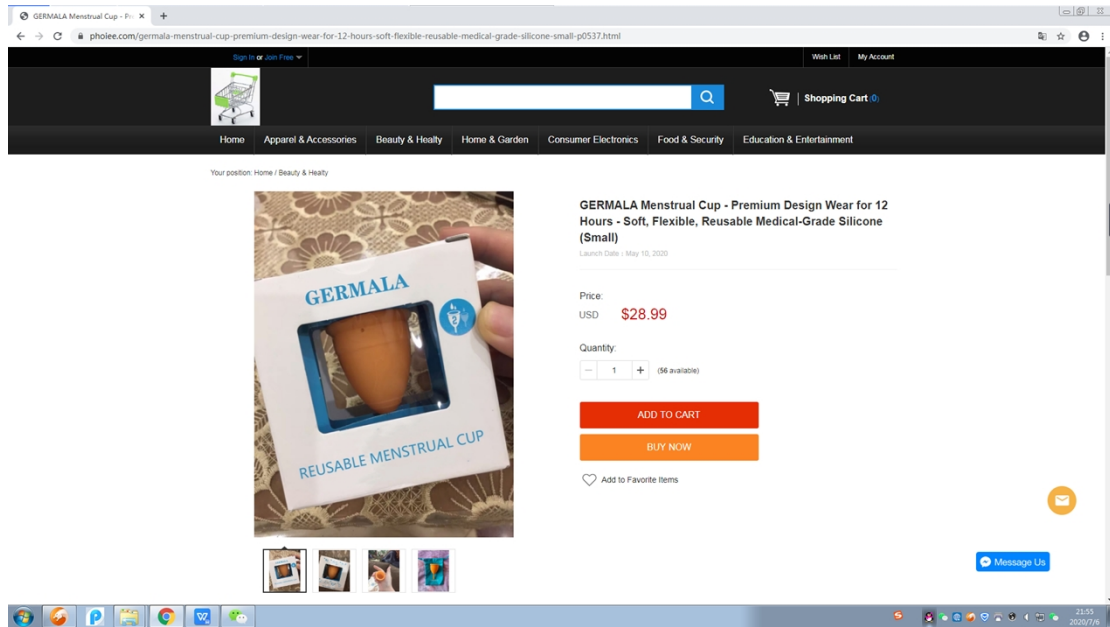 GERMALA Menstrual Cup - Pr
phoiee.com/germala-menstrual-cup-premium-design-wear-for-12-hours-soft-flexible-reusable-medical-grade-silicone-small-p0537.html
Sign In or Join Free
Wish List
My Account
Shopping Cart (0)
Home
Apparel & Accessories
Beauty & Healty
Home & Garden
Consumer Electronics
Food & Security
Education & Entertainment
Your position: Home / Beauty & Healty
GERMALA
REUSABLE MENSTRUAL CUP
GERMALA Menstrual Cup - Premium Design Wear for 12
Hours - Soft, Flexible, Reusable Medical-Grade Silicone
(Small)
Launch Date : May 10, 2020
Price:
USD $28.99
Quantity:
1 (56 available)
ADD TO CART
BUY NOW
Add to Favorite Items
Message Us
21:55
2020/7/6